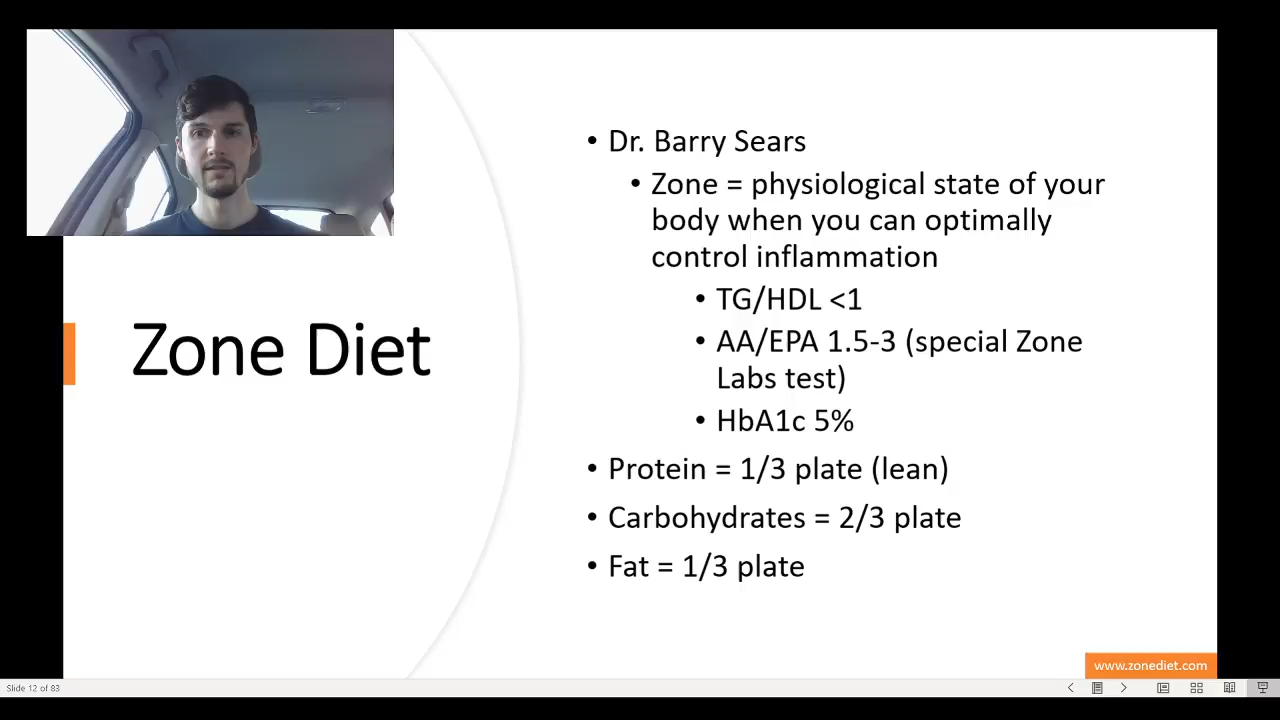 Zone Diet
• Dr. Barry Sears
• Zone = physiological state of your
body when you can optimally
control inflammation
• TG/HDL <1
• AA/EPA 1.5-3 (special Zone
Labs test)
• HbA1c 5%
• Protein = 1/3 plate (lean)
• Carbohydrates = 2/3 plate
• Fat = 1/3 plate
www.zonediet.com
Slide 12 of 83